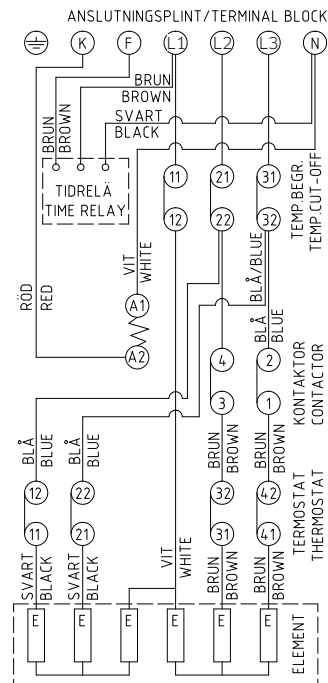 ANSLUTNINGSPLINT/TERMINAL BLOCK
K F L1 L2 L3 N
BRUN
BROWN
BRUN
BROWN
SVART
BLACK
TIDRELÄ
TIME RELAY
11 21 31
12 22 32
TEMP.BEGR.
TEMP.CUT-OFF
VIT
WHITE
BLÅ/BLUE
RÖD
RED
A1
A2
BLÅ
BLUE
4 2
3 1
KONTAKTOR
CONTACTOR
BLÅ
BLUE
BLÅ
BLUE
BRUN
BROWN
BRUN
BROWN
12 22 32 42
11 21 31 41
TERMOSTAT
THERMOSTAT
SVART
BLACK
SVART
BLACK
VIT
WHITE
BRUN
BROWN
BRUN
BROWN
E E E E E E
ELEMENT